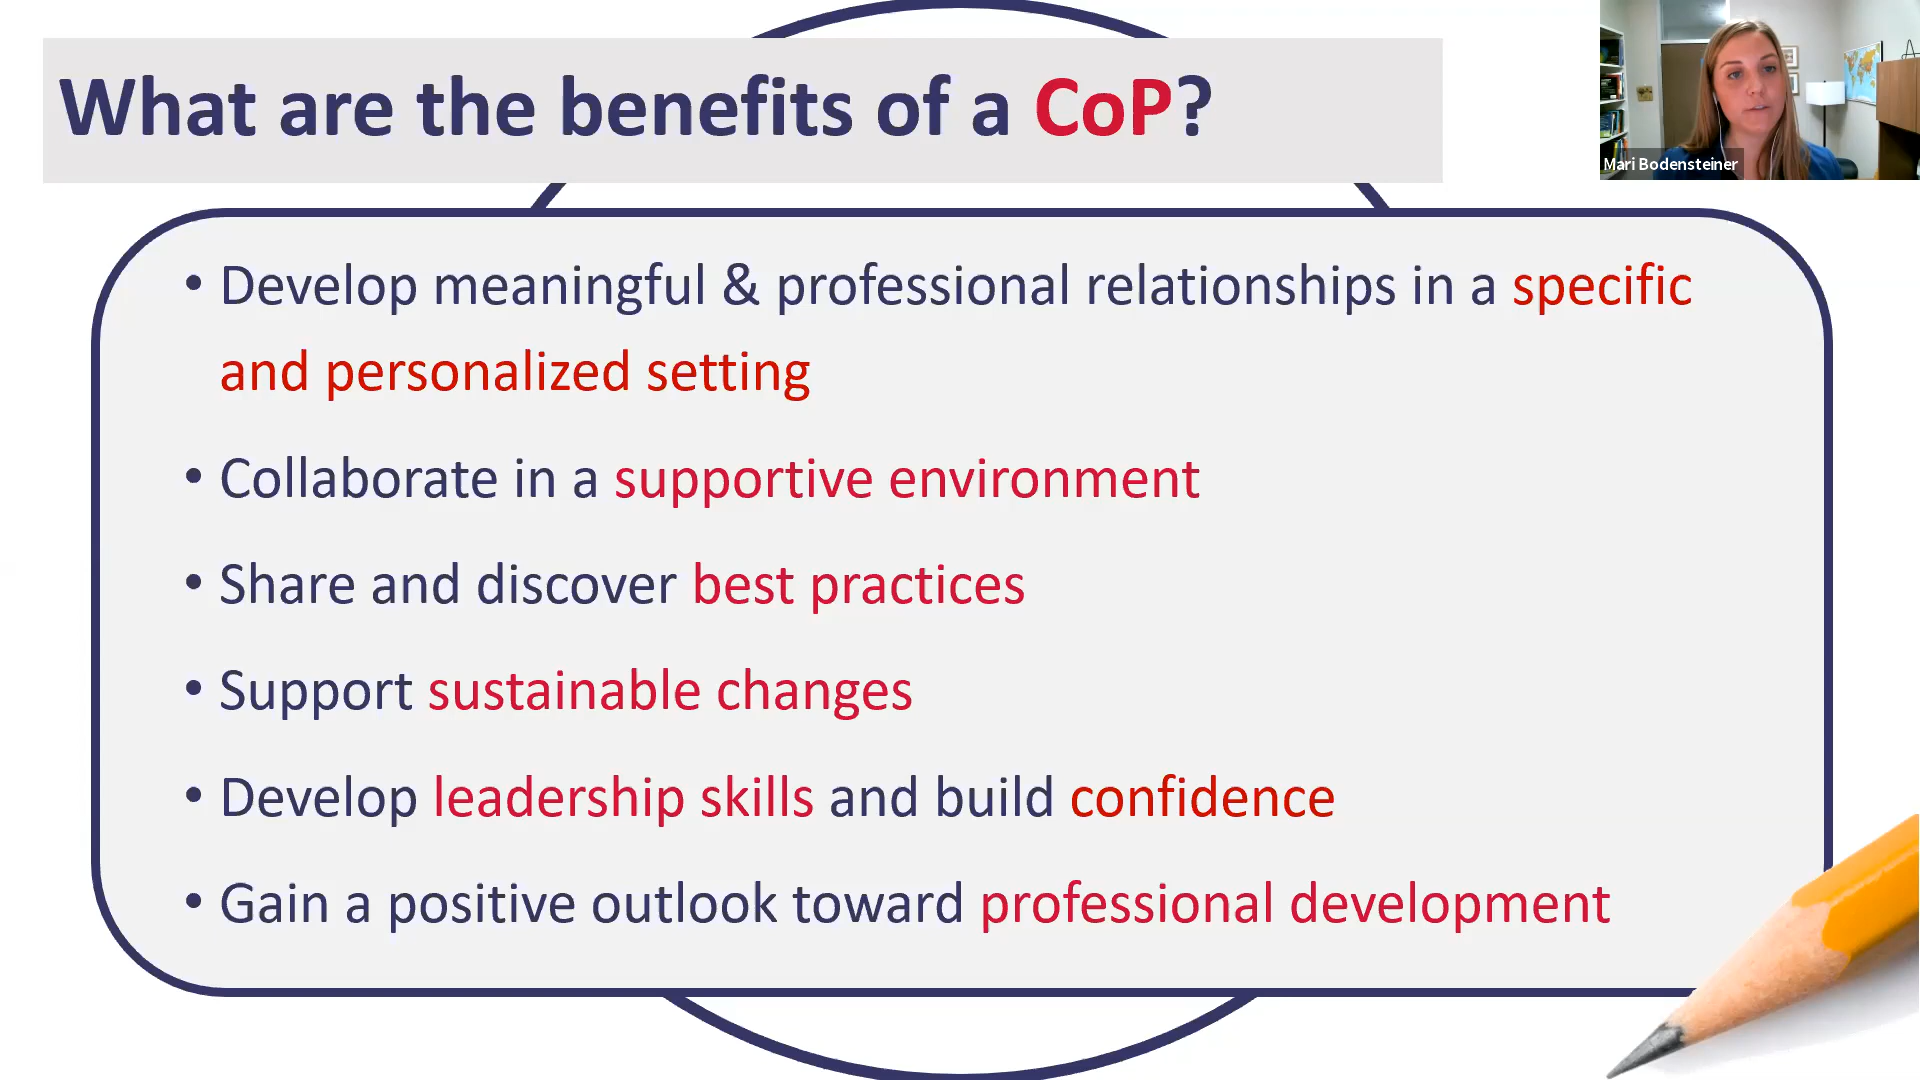 What are the benefits of a CoP?
Mari Bodensteiner
• Develop meaningful & professional relationships in a specific
and personalized setting
• Collaborate in a supportive environment
• Share and discover best practices
• Support sustainable changes
• Develop leadership skills and build confidence
• Gain a positive outlook toward professional development